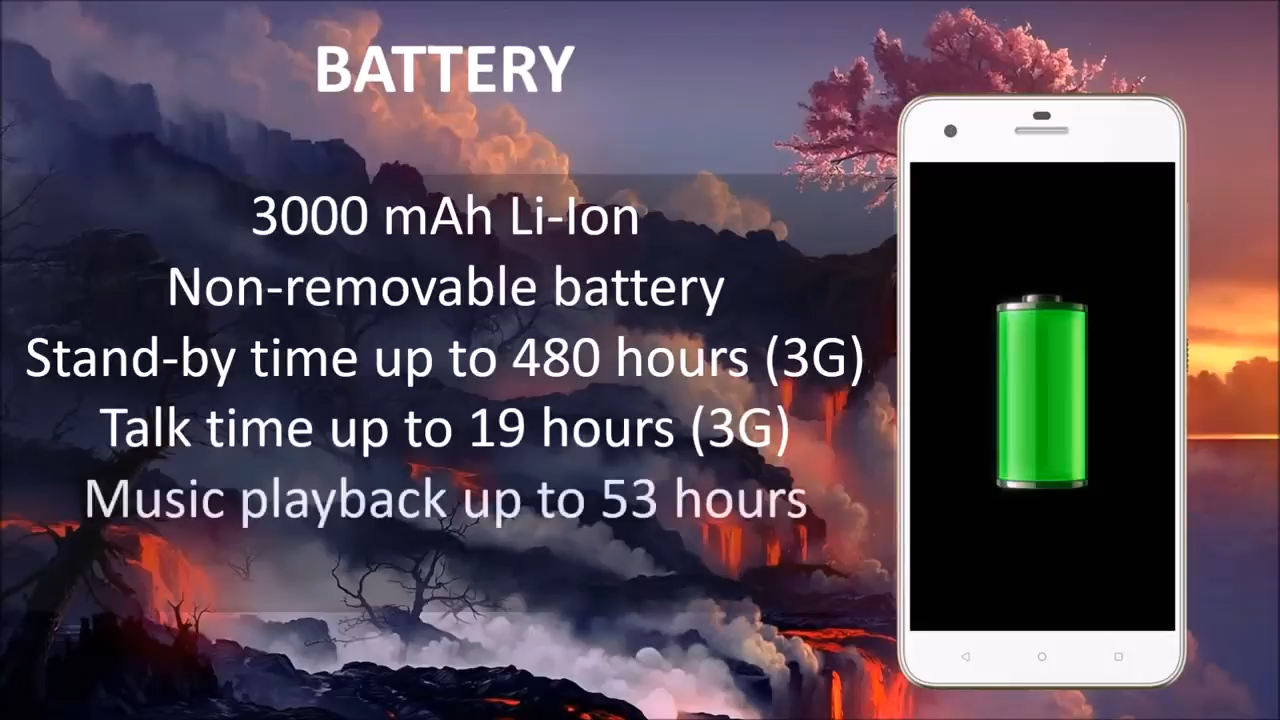 BATTERY
3000 mAh Li-Ion
Non-removable battery
Stand-by time up to 480 hours (3G)
Talk time up to 19 hours (3G)
Music playback up to 53 hours